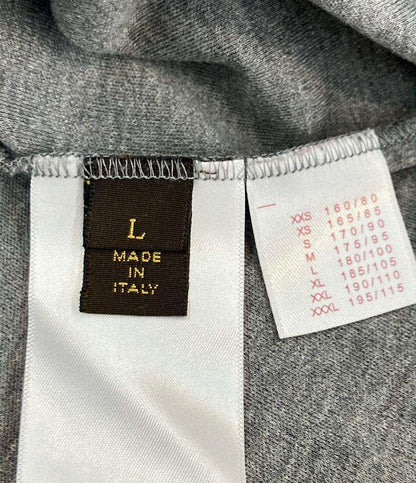 L
MADE
IN
ITALY
XXS 160/80
XS 165/85
S 170/90
M 175/95
L 180/100
XL 185/105
XXL 190/110
XXXL 195/115